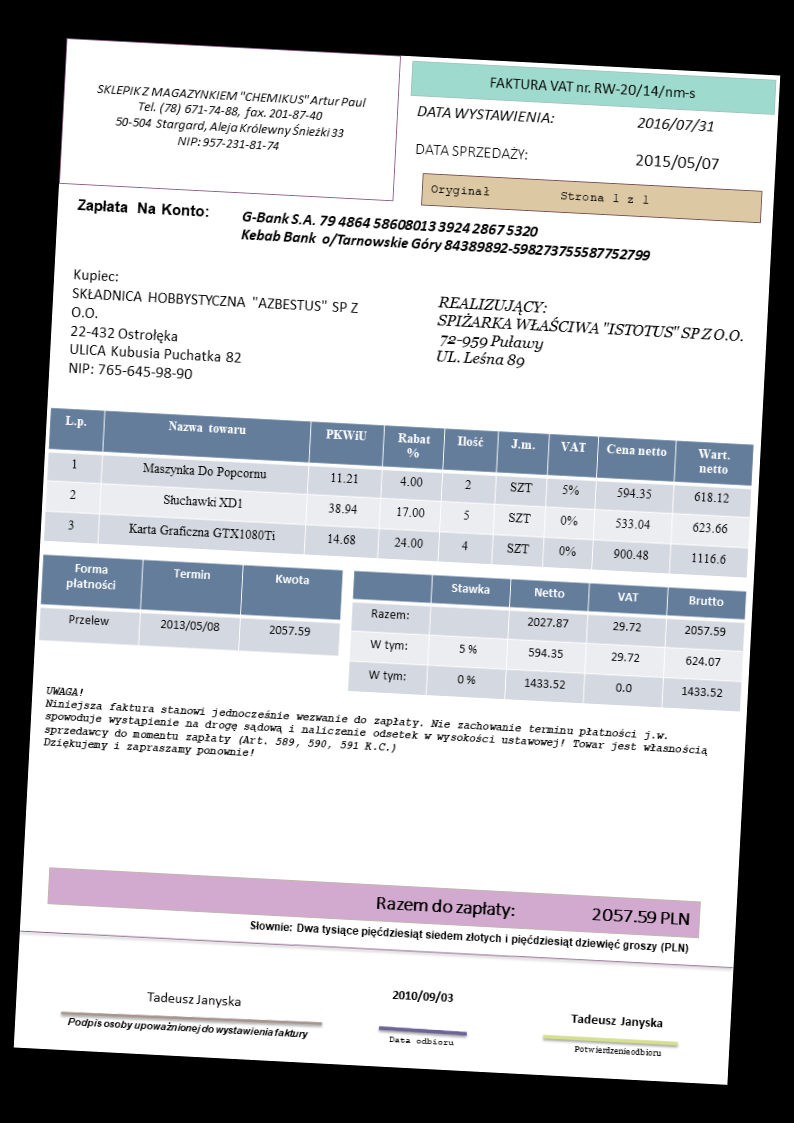 SKLEPIK Z MAGAZYNKIEM "CHEMIKUS" Artur Paul
Tel. (78) 671-74-88, fax. 201-87-40
50-504 Stargard, Aleja Królewny Śnieżki 33
NIP: 957-231-81-74
FAKTURA VAT nr. RW-20/14/nm-s
DATA WYSTAWIENIA: 2016/07/31
DATA SPRZEDAŻY: 2015/05/07
Oryginał Strona 1 z 1
Zapłata Na Konto: G-Bank S.A. 79 4864 58608013 3924 2867 5320
Kebab Bank o/Tarnowskie Góry 84389892-598273755587752799
Kupiec:
SKŁADNICA HOBBYSTYCZNA "AZBESTUS" SP Z
O.O.
22-432 Ostrołęka
ULICA Kubusia Puchatka 82
NIP: 765-645-98-90
REALIZUJĄCY:
SPIŻARKA WŁAŚCIWA "ISTOTUS" SP Z O.O.
72-959 Puławy
UL. Leśna 89
L.p. Nazwa towaru PKWiU Rabat % Ilość J.m. VAT Cena netto Wart. netto
1 Maszynka Do Popcornu 11.21 4.00 2 SZT 5% 594.35 618.12
2 Słuchawki XD1 38.94 17.00 5 SZT 0% 533.04 623.66
3 Karta Graficzna GTX1080Ti 14.68 24.00 4 SZT 0% 900.48 1116.6
Forma płatności Termin Kwota
Przelew 2013/05/08 2057.59
Stawka Netto VAT Brutto
Razem: 2027.87 29.72 2057.59
W tym: 5 % 594.35 29.72 624.07
W tym: 0 % 1433.52 0.0 1433.52
UWAGA!
Niniejsza faktura stanowi jednocześnie wezwanie do zapłaty. Nie zachowanie terminu płatności j.w.
spowoduje wystąpienie na drogę sądową i naliczenie odsetek w wysokości ustawowej! Towar jest własnością
sprzedawcy do momentu zapłaty (Art. 589, 590, 591 K.C.)
Dziękujemy i zapraszamy ponownie!
Razem do zapłaty: 2057.59 PLN
Słownie: Dwa tysiące pięćdziesiąt siedem złotych i pięćdziesiąt dziewięć groszy (PLN)
Tadeusz Janyska
Podpis osoby upoważnionej do wystawienia faktury
2010/09/03
Data odbioru
Tadeusz Janyska
Potwierdzenie odbioru